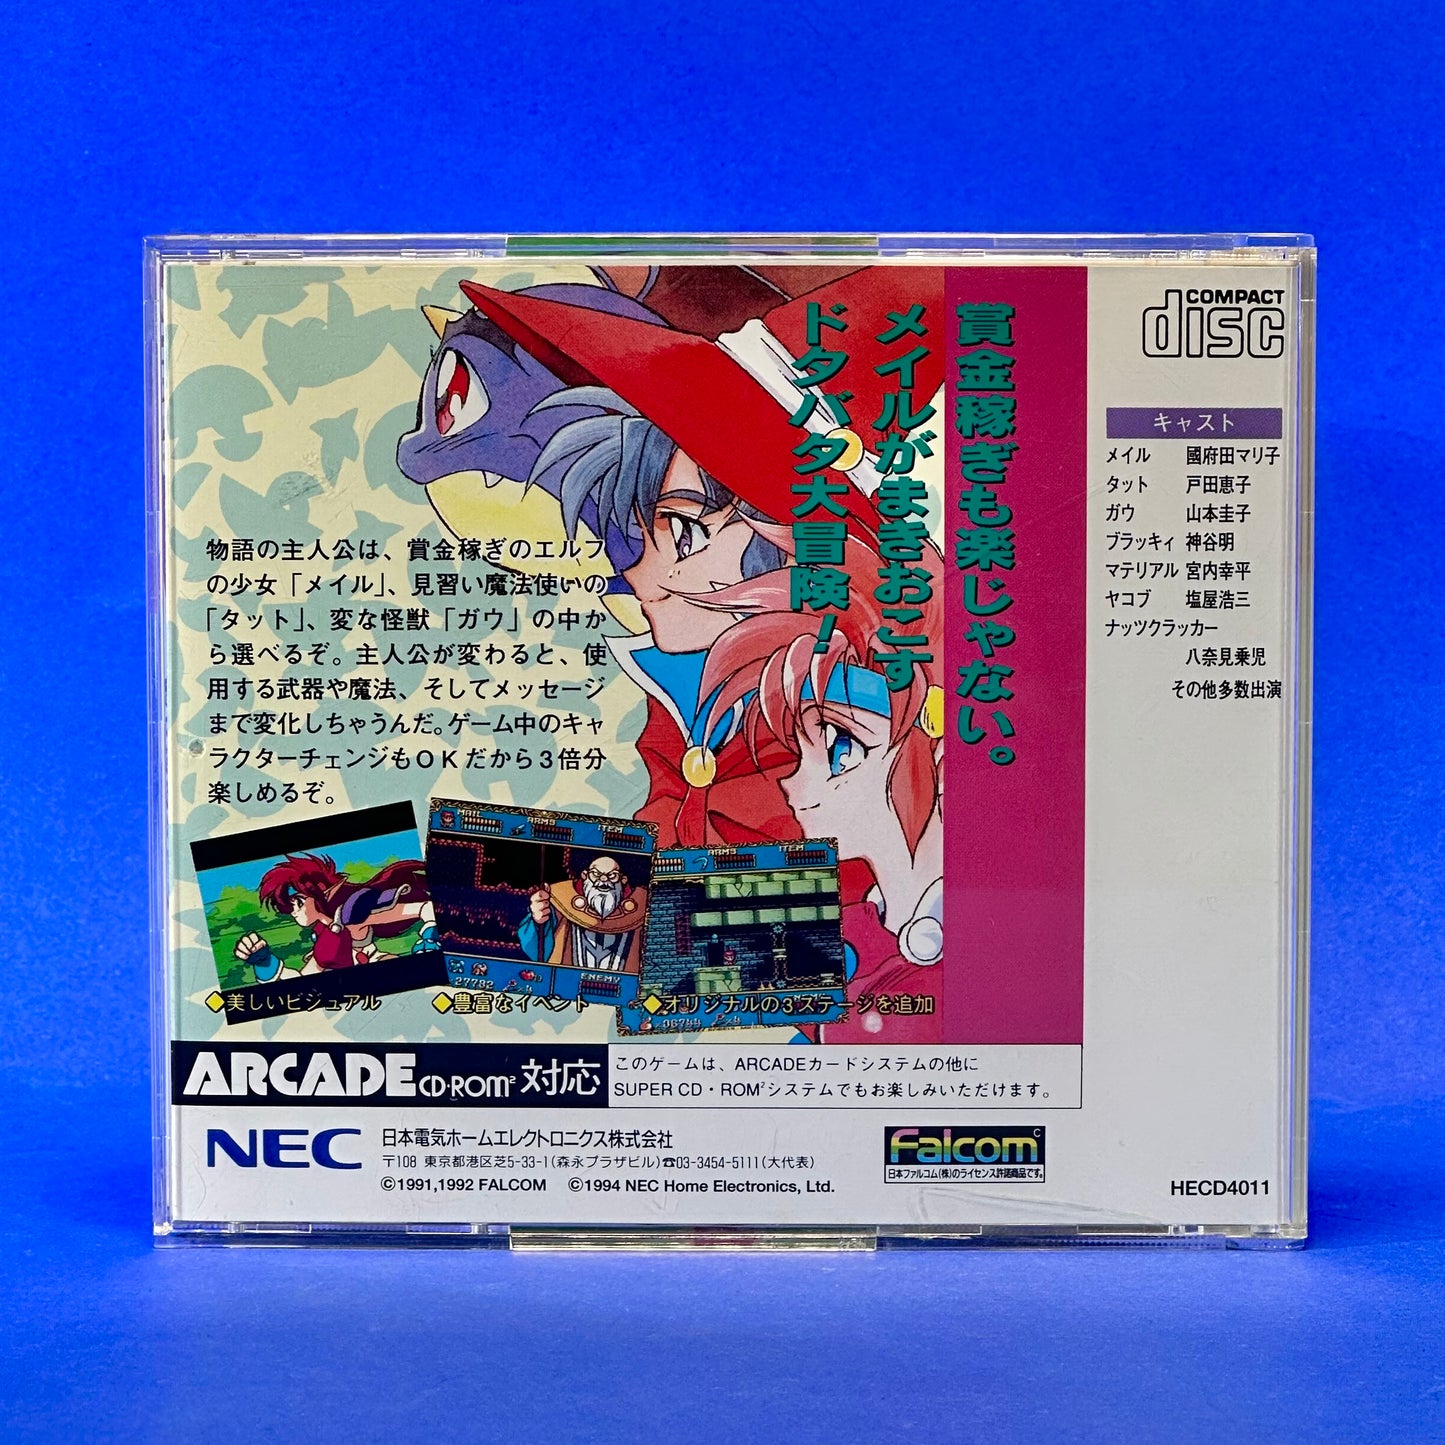 賞金稼ぎも楽じゃない。
メイルがまきおこす
ドタバタ大冒険!
COMPACT
disc
キャスト
メイル 國府田マリ子
タット 戸田恵子
ガウ 山本圭子
ブラッキィ 神谷明
マテリアル 宮内幸平
ヤコブ 塩屋浩三
ナッツクラッカー
八奈見乗児
その他多数出演
物語の主人公は、賞金稼ぎのエルフ
の少女「メイル」、見習い魔法使いの
「タット」、変な怪獣「ガウ」の中か
ら選べるぞ。主人公が変わると、使
用する武器や魔法、そしてメッセージ
まで変化しちゃうんだ。ゲーム中のキャ
ラクターチェンジもOKだから3倍分
楽しめるぞ。
MAIL ARMS ITEM
27782
ENEMY
ARMS ITEM
06744
◆美しいビジュアル
◆豊富なイベント
◆オリジナルの3ステージを追加
ARCADE CD・ROM² 対応
このゲームは、ARCADEカードシステムの他に
SUPER CD・ROM²システムでもお楽しみいただけます。
NEC
日本電気ホームエレクトロニクス株式会社
〒108 東京都港区芝5-33-1(森永プラザビル)☎03-3454-5111(大代表)
©1991,1992 FALCOM ©1994 NEC Home Electronics, Ltd.
Falcom
日本ファルコム(株)のライセンス許諾商品です。
HECD4011